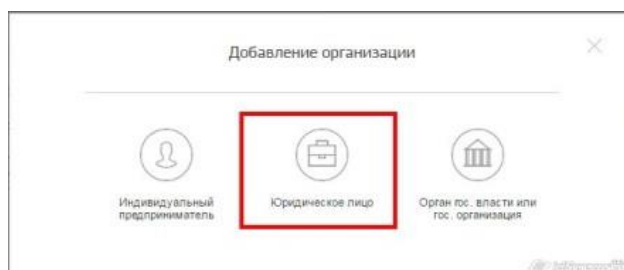 Добавление организации
Индивидуальный
предприниматель
Юридическое лицо
Орган гос. власти или
гос. организация